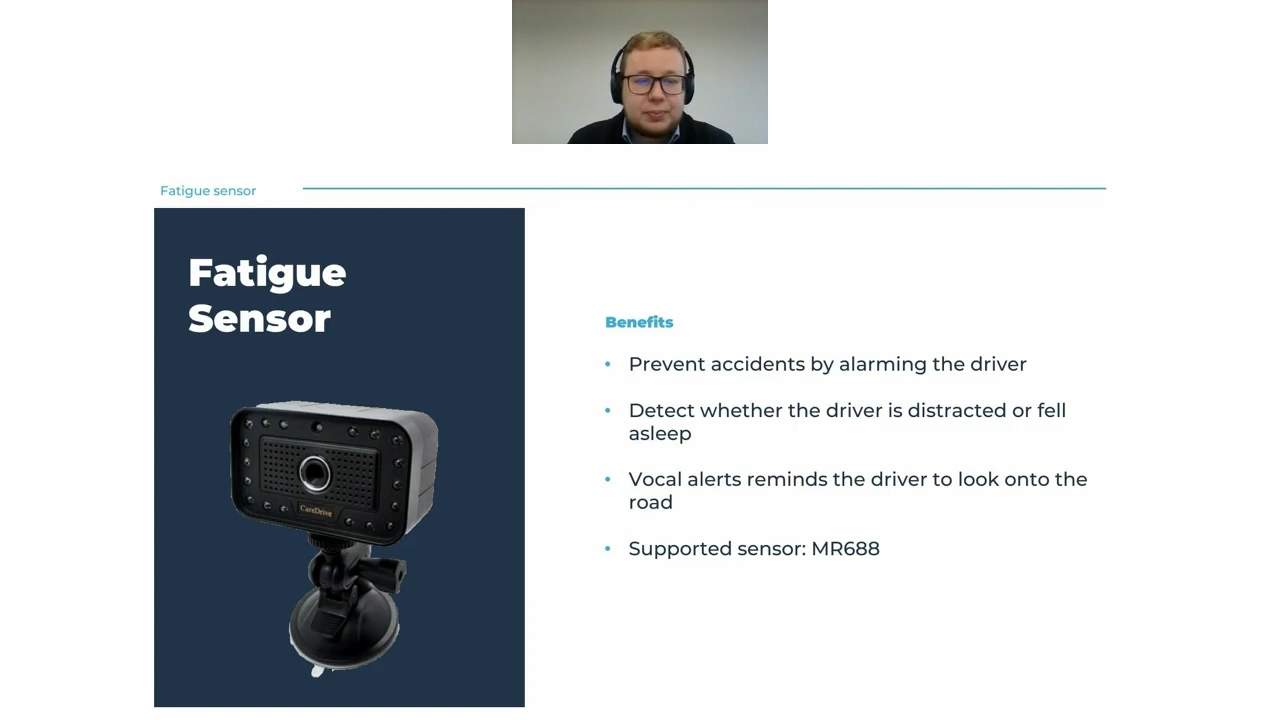 Fatigue sensor
Fatigue
Sensor
CareDrive
Benefits
• Prevent accidents by alarming the driver
• Detect whether the driver is distracted or fell
asleep
• Vocal alerts reminds the driver to look onto the
road
• Supported sensor: MR688